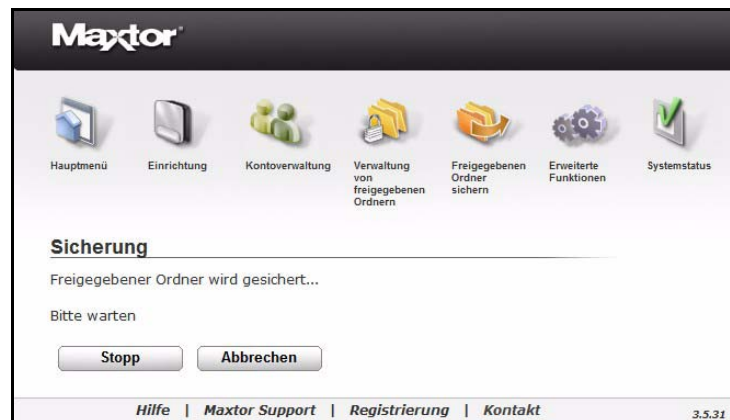 Maxtor
Hauptmenü
Einrichtung
Kontoverwaltung
Verwaltung
von
freigegebenen
Ordnern
Freigegebenen
Ordner
sichern
Erweiterte
Funktionen
Systemstatus
Sicherung
Freigegebener Ordner wird gesichert...
Bitte warten
Stopp
Abbrechen
Hilfe | Maxtor Support | Registrierung | Kontakt
3.5.31